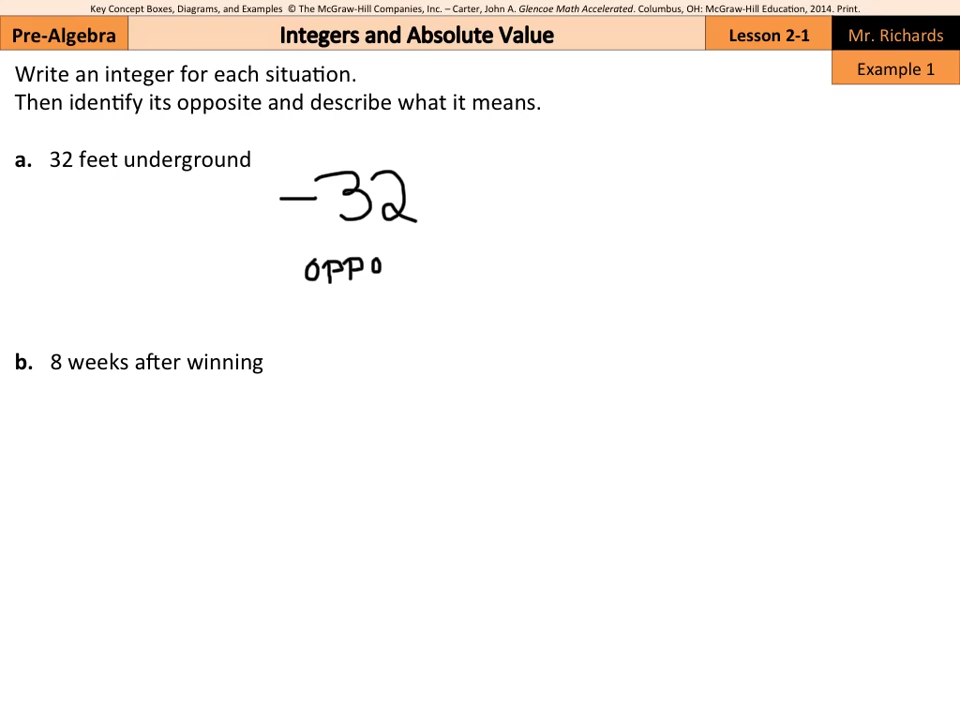 Key Concept Boxes, Diagrams, and Examples © The McGraw-Hill Companies, Inc. – Carter, John A. Glencoe Math Accelerated. Columbus, OH: McGraw-Hill Education, 2014. Print.
Pre-Algebra Integers and Absolute Value Lesson 2-1 Mr. Richards
Example 1
Write an integer for each situation.
Then identify its opposite and describe what it means.
a. 32 feet underground
-32
OPPO
b. 8 weeks after winning